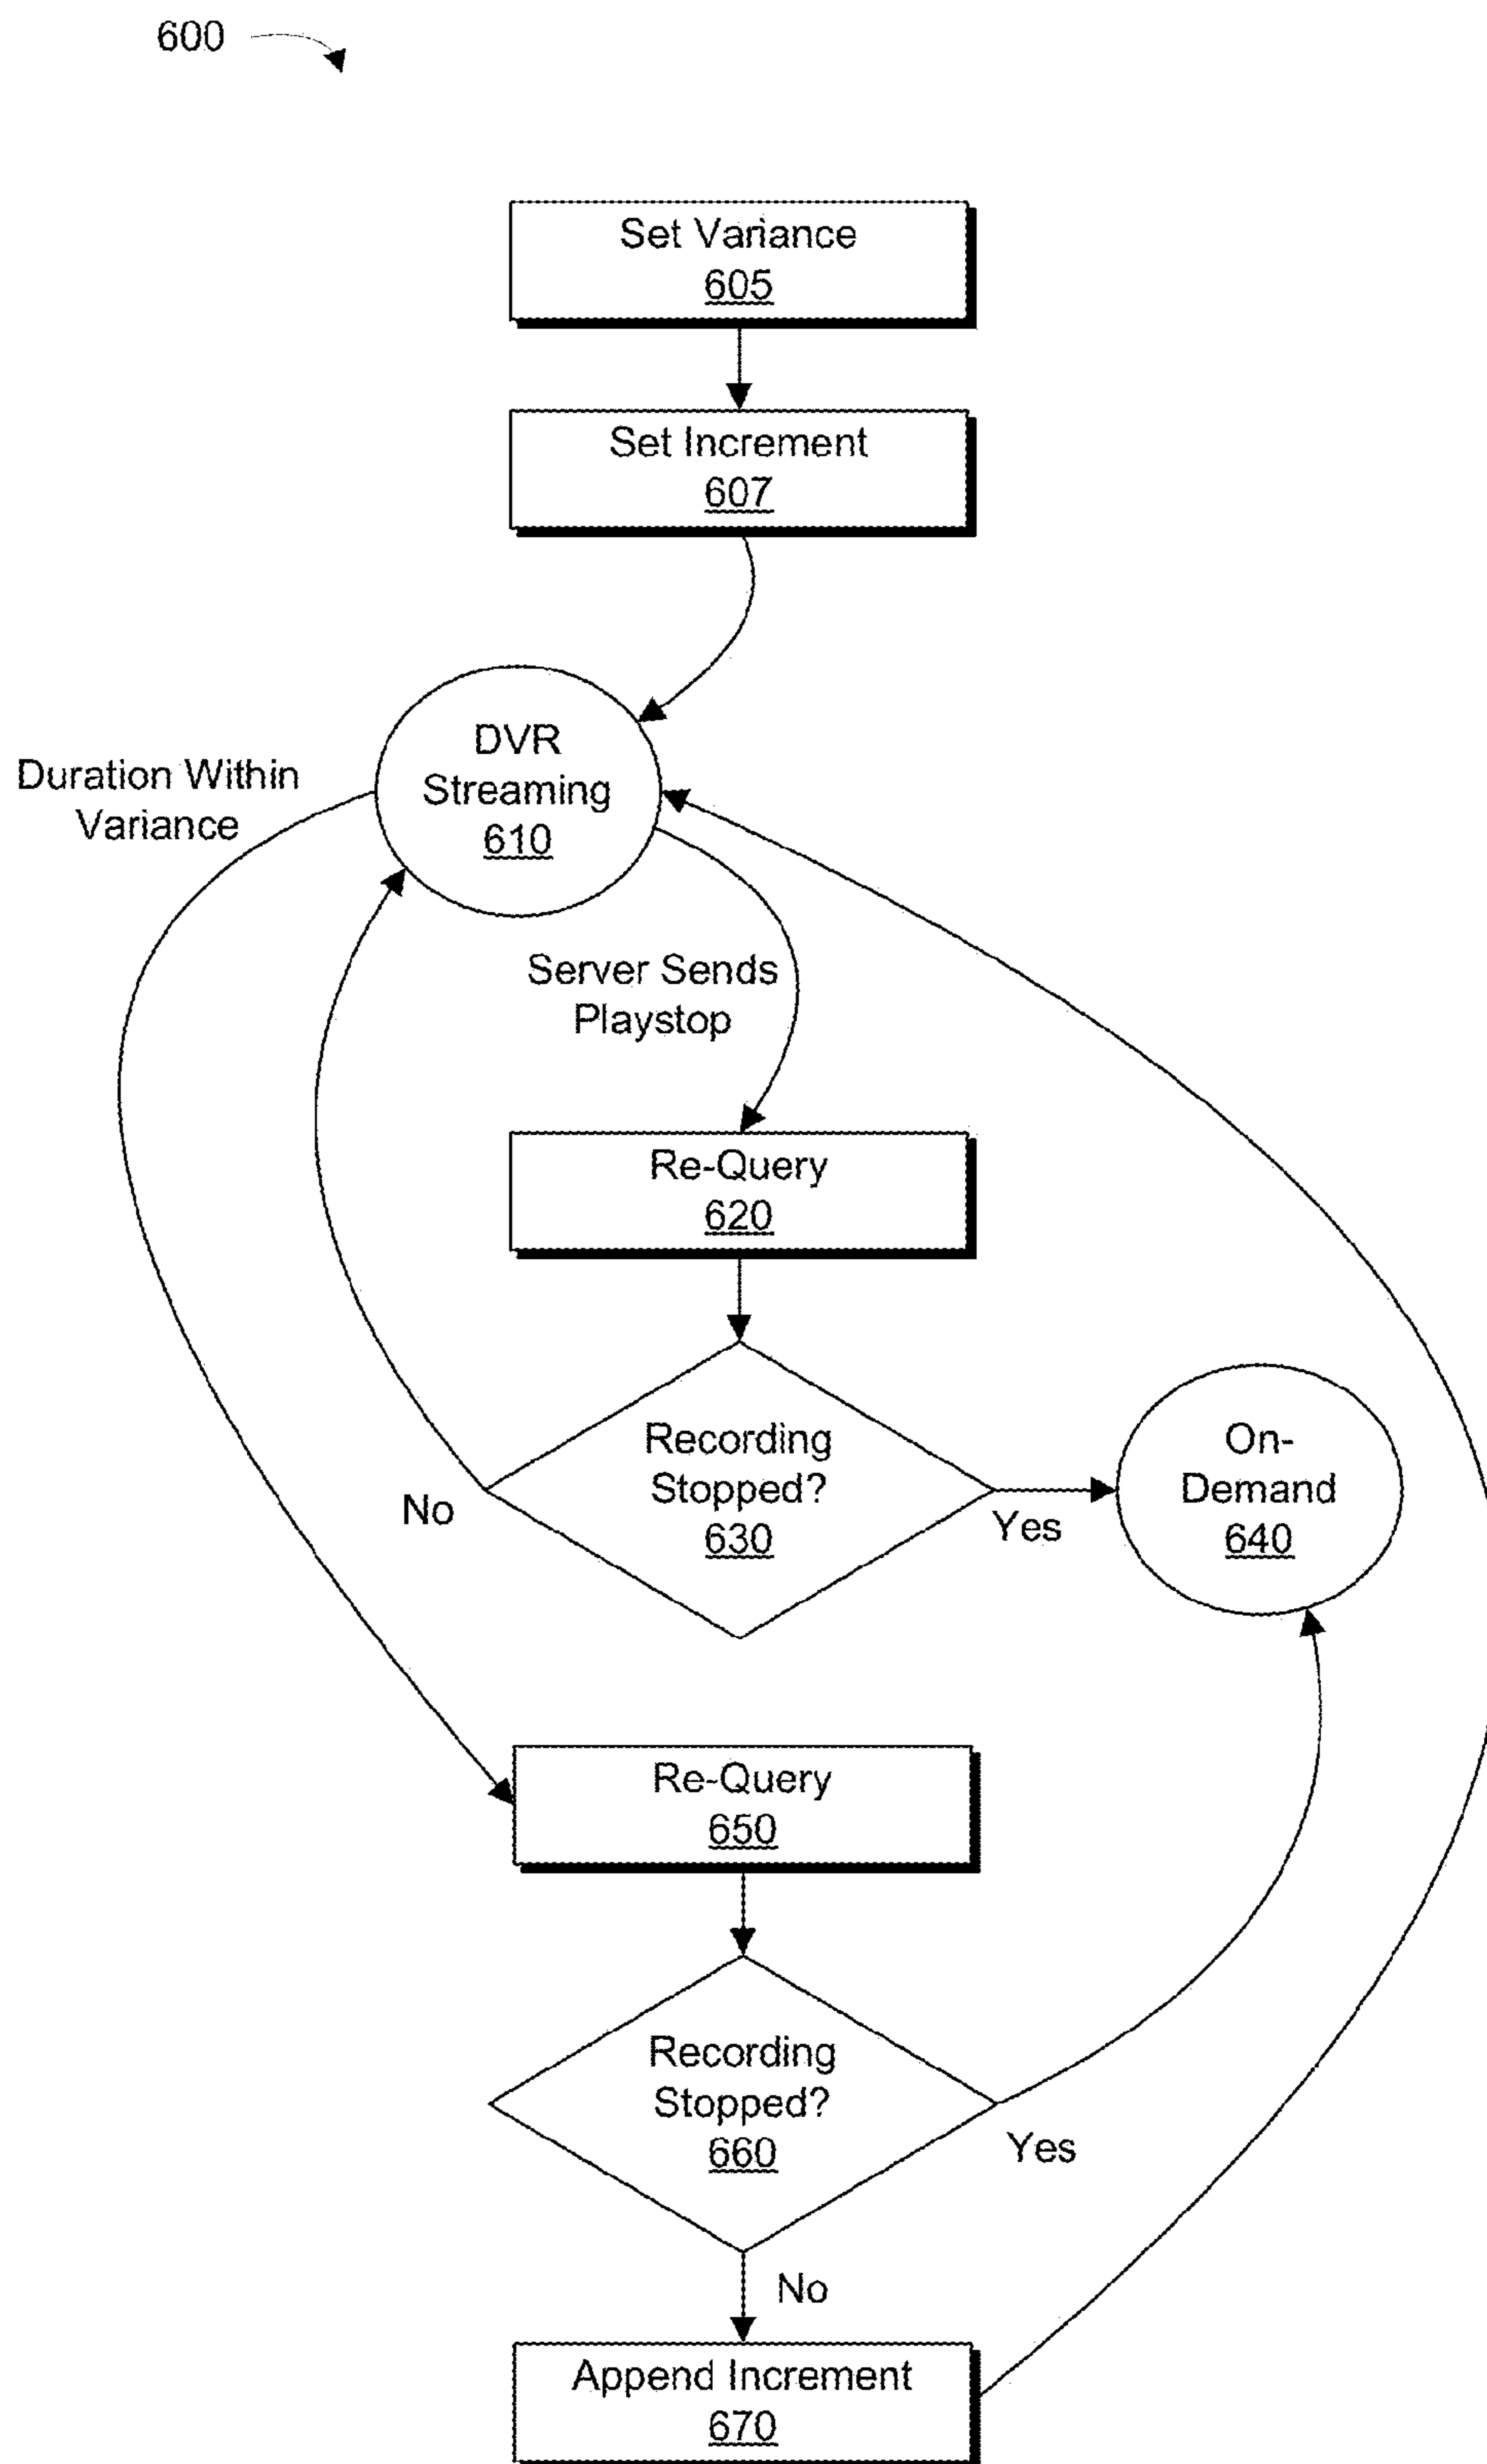 600
Set Variance
605
Set Increment
607
DVR
Streaming
610
Duration Within
Variance
Server Sends
Playstop
Re-Query
620
Recording
Stopped?
630
No
Yes
On-
Demand
640
Re-Query
650
Recording
Stopped?
660
Yes
No
Append Increment
670